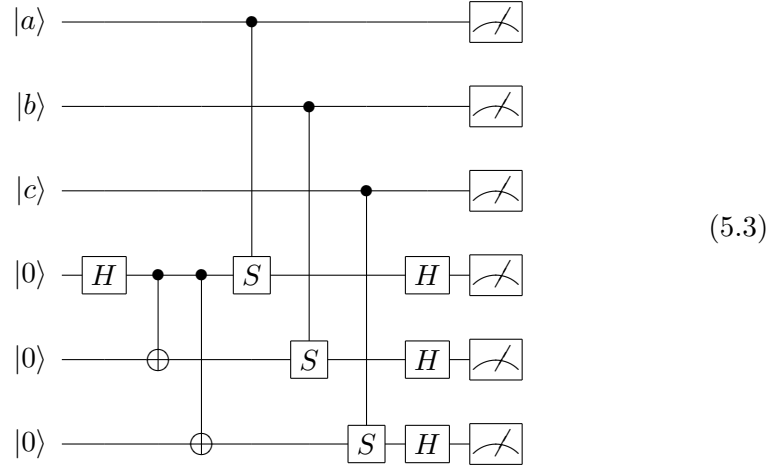 |a⟩
|b⟩
|c⟩
(5.3)
|0⟩ H S H
|0⟩ S H
|0⟩ S H